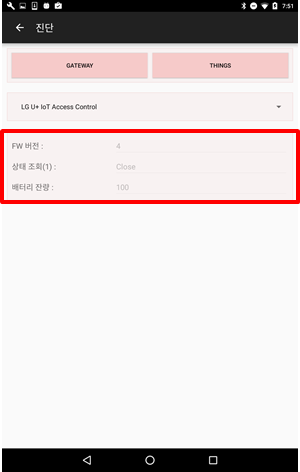 7:51
진단
GATEWAY THINGS
LG U+ IoT Access Control
FW 버전 : 4
상태 조회(1) : Close
배터리 잔량 : 100